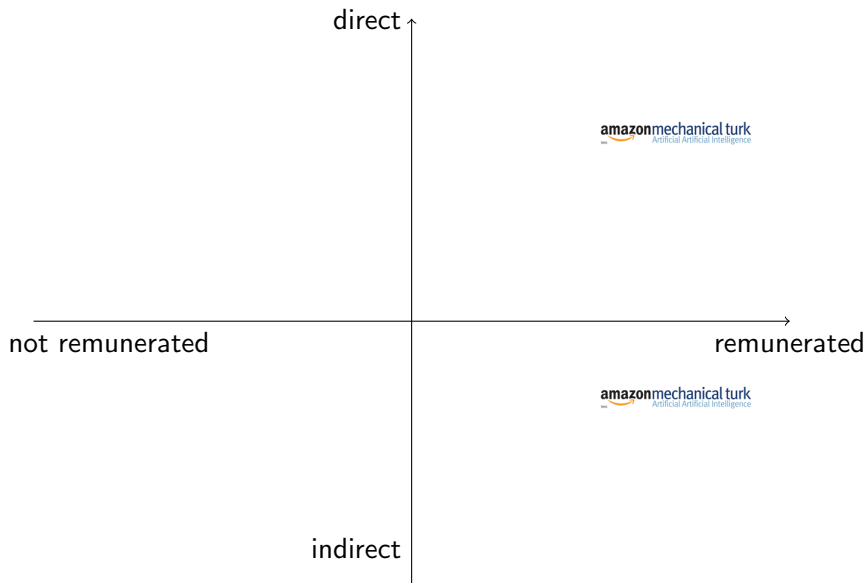 direct
amazonmechanical turk
Artificial Artificial Intelligence
not remunerated
remunerated
amazonmechanical turk
Artificial Artificial Intelligence
indirect